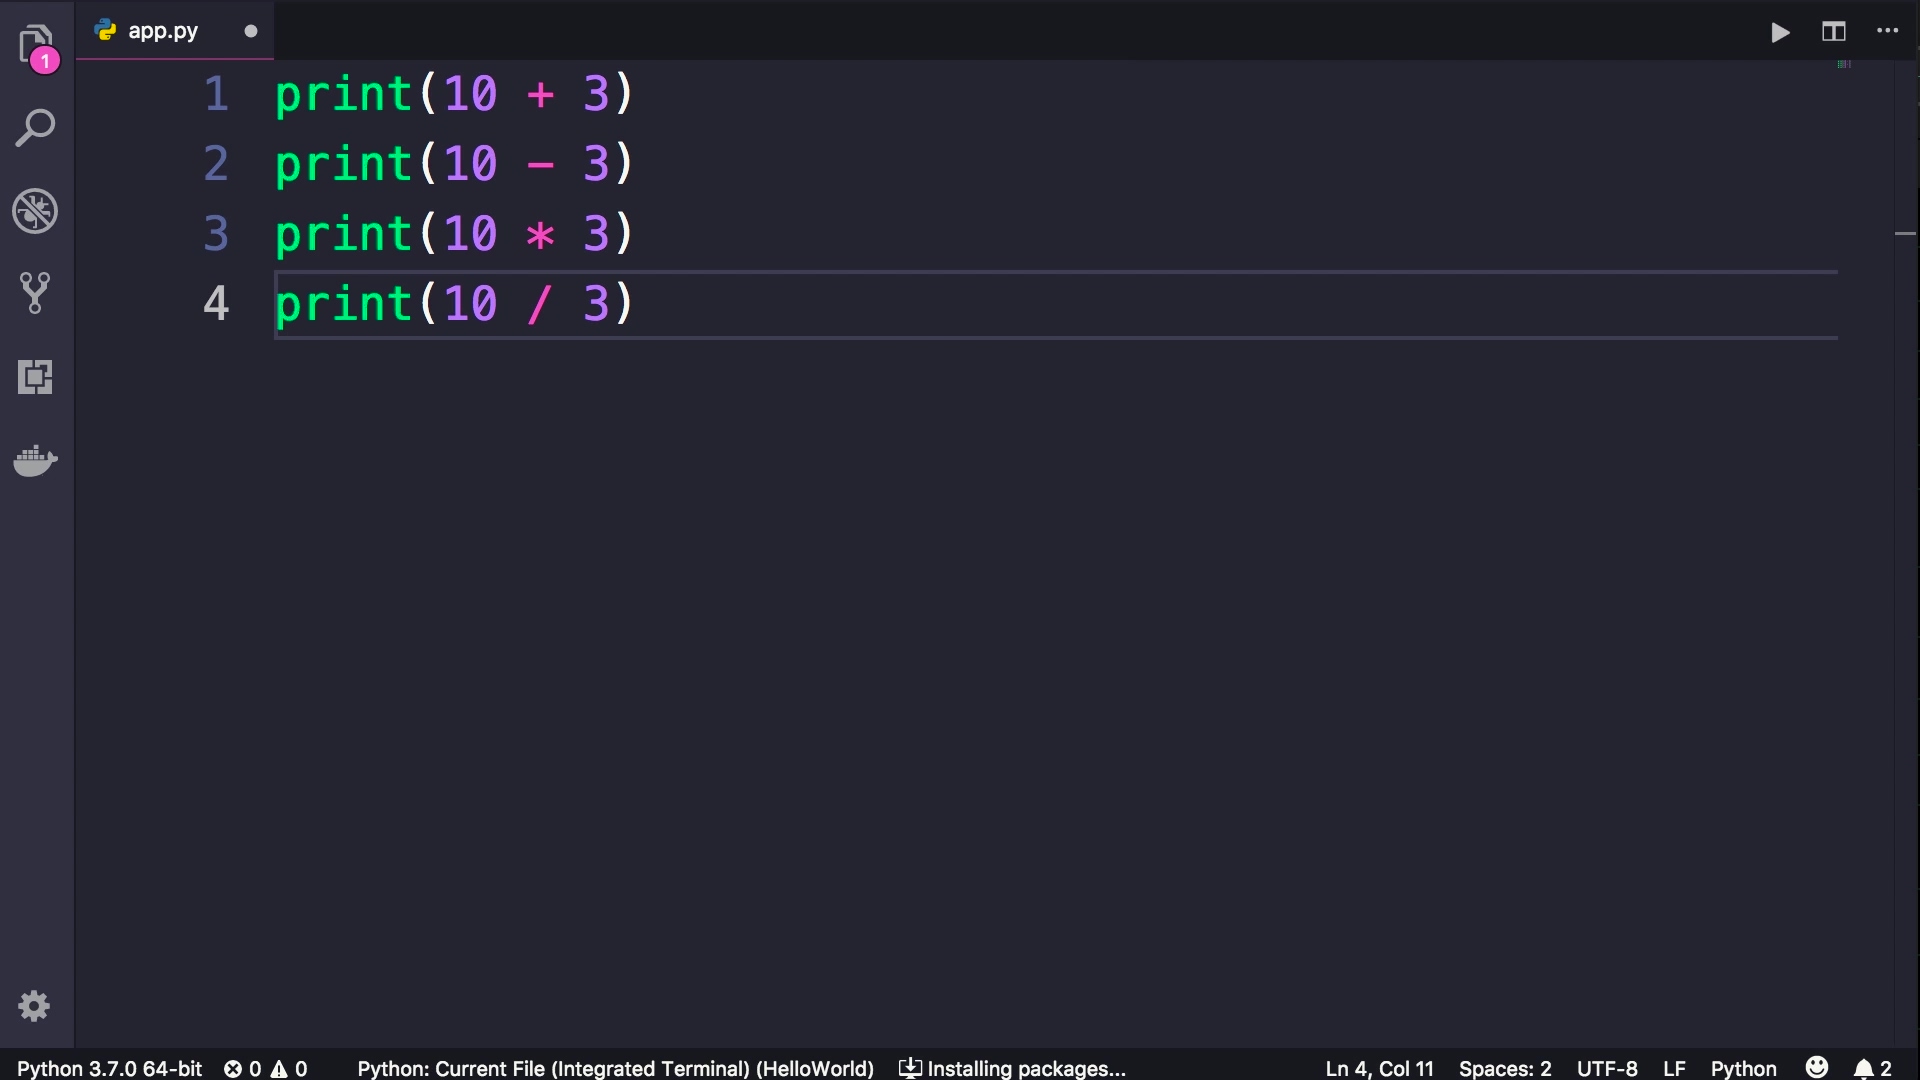 app.py
1
1 print(10 + 3)
2 print(10 - 3)
3 print(10 * 3)
4 print(10 / 3)
Python 3.7.0 64-bit 0 0 Python: Current File (Integrated Terminal) (HelloWorld) Installing packages... Ln 4, Col 11 Spaces: 2 UTF-8 LF Python 2